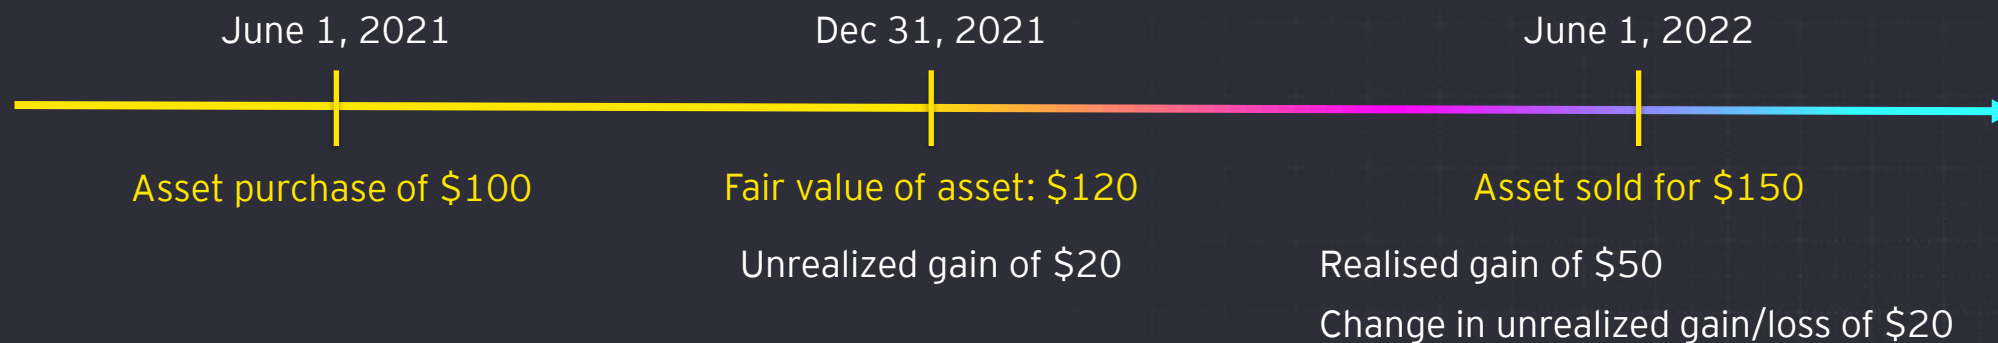 June 1, 2021
Dec 31, 2021
June 1, 2022
Asset purchase of $100
Fair value of asset: $120
Asset sold for $150
Unrealized gain of $20
Realised gain of $50
Change in unrealized gain/loss of $20